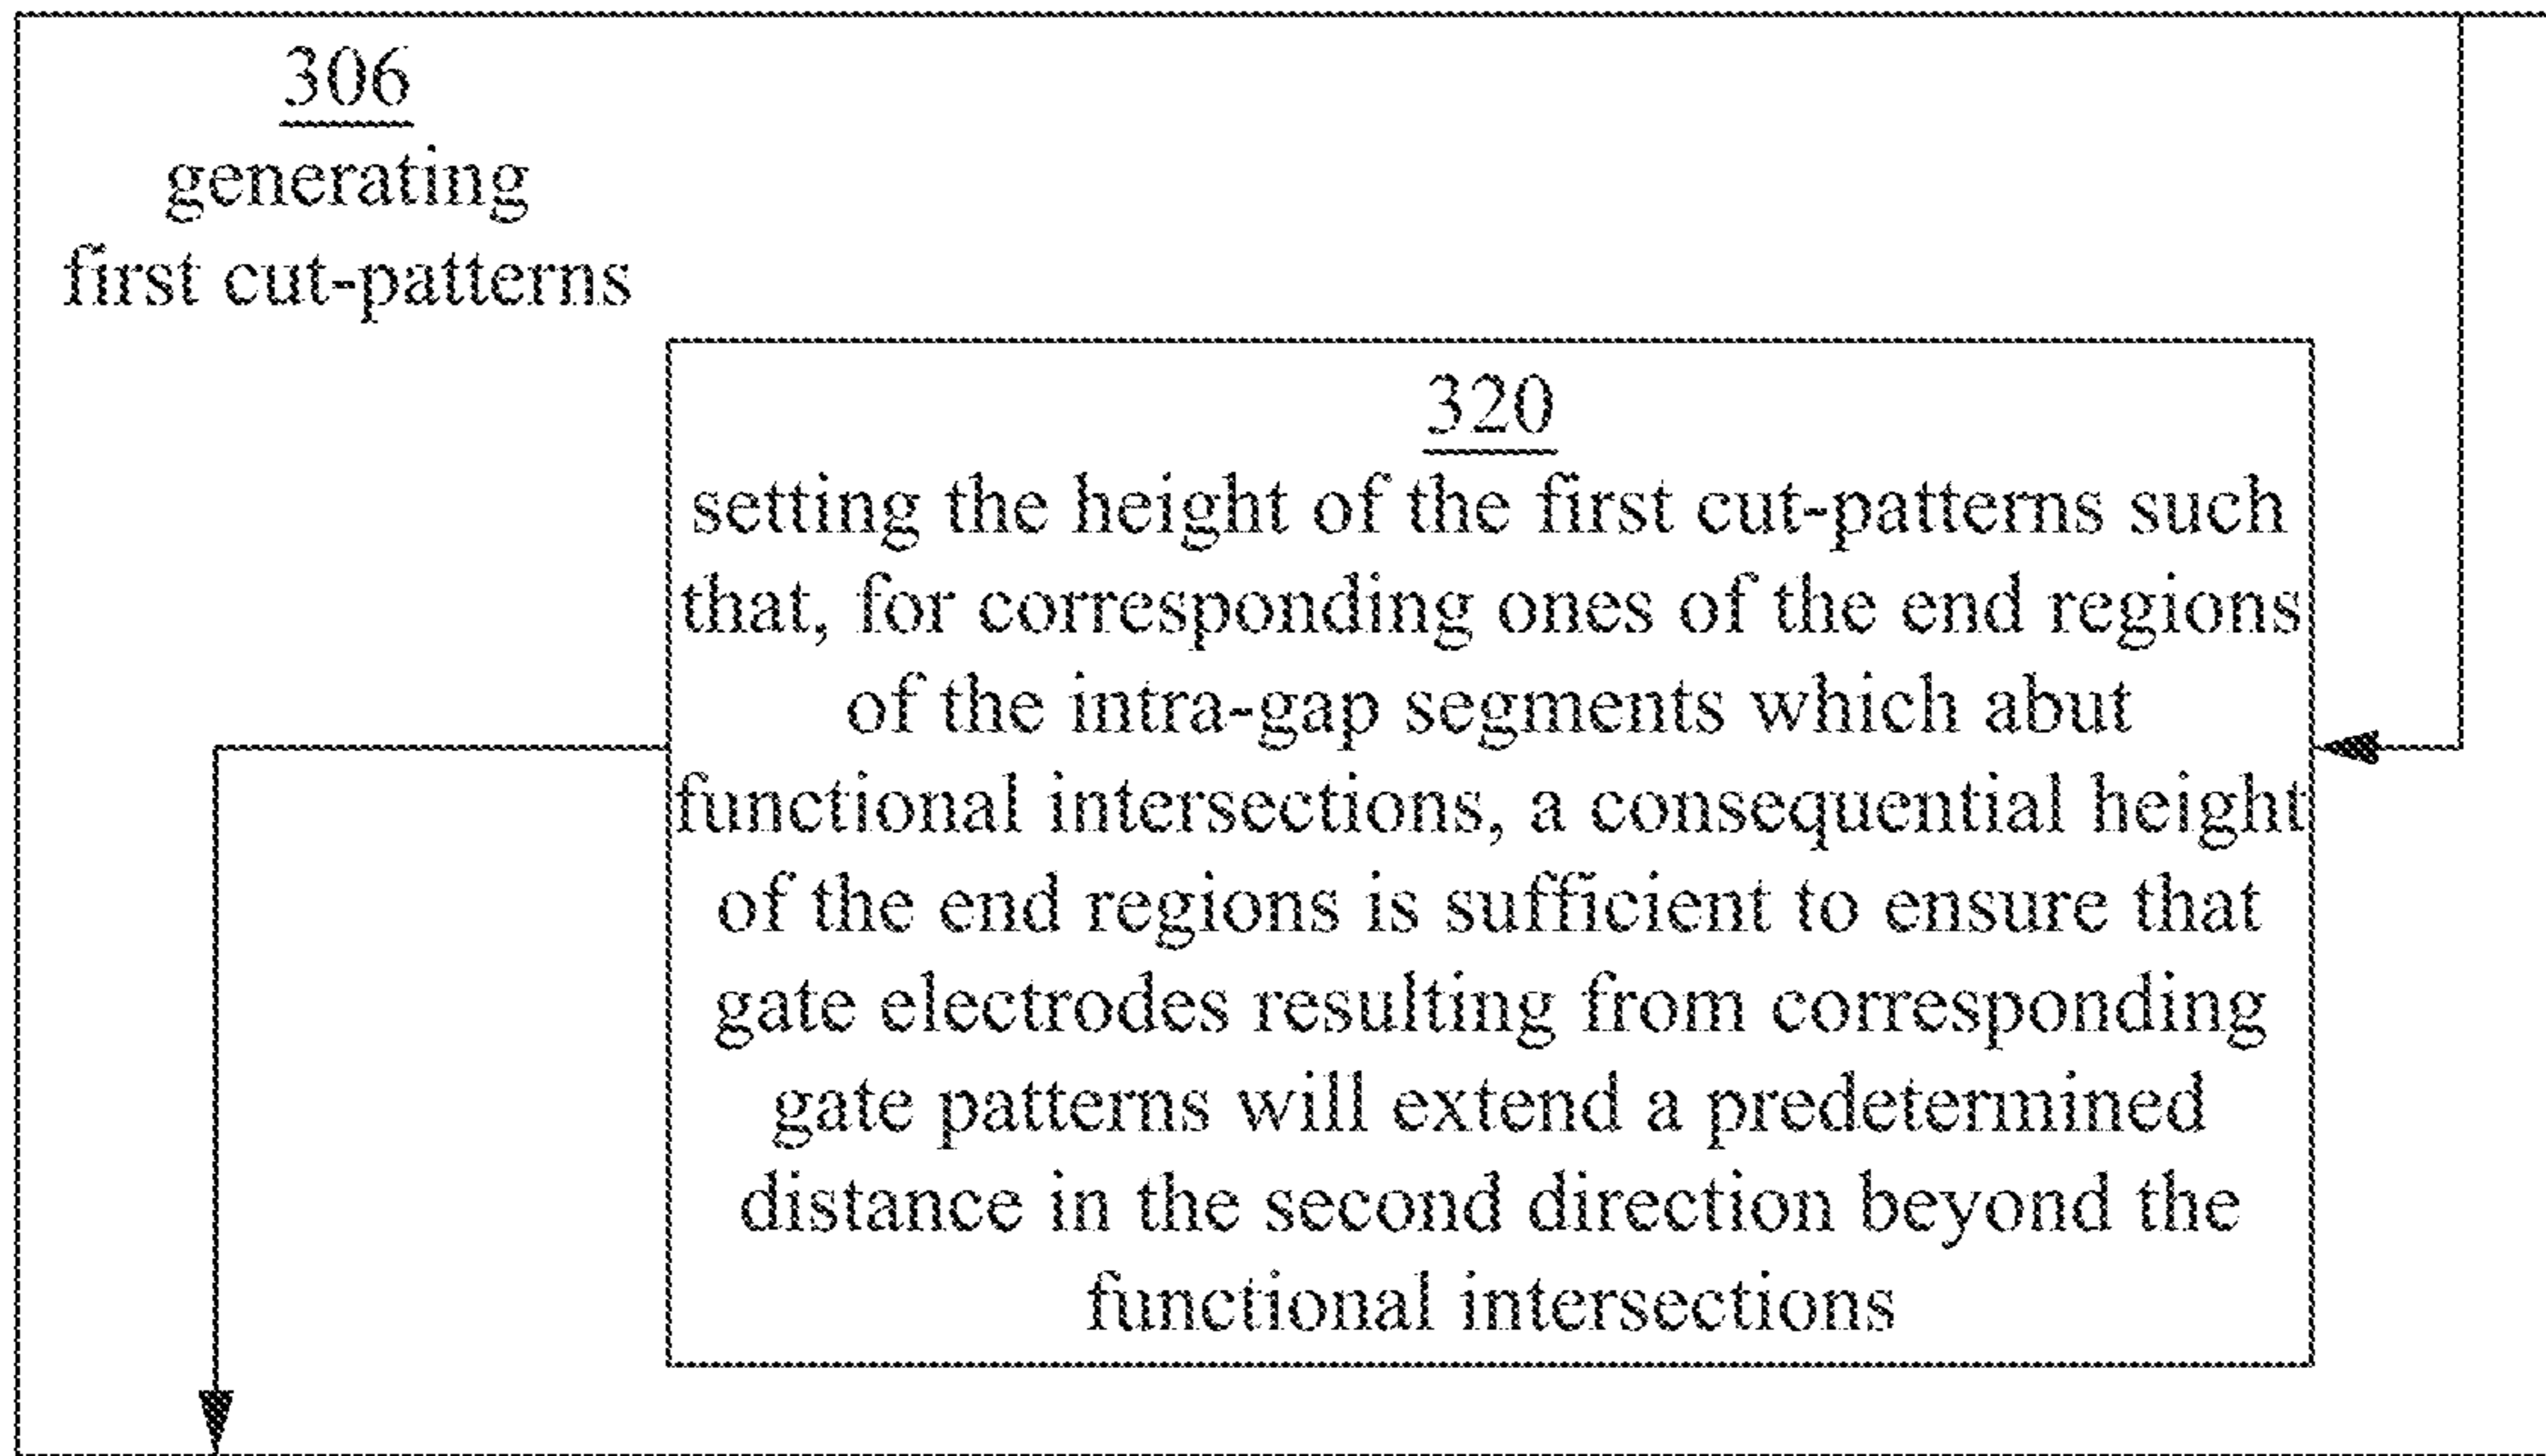 306
generating
first cut-patterns
320
setting the height of the first cut-patterns such
that, for corresponding ones of the end regions
of the intra-gap segments which abut
functional intersections, a consequential height
of the end regions is sufficient to ensure that
gate electrodes resulting from corresponding
gate patterns will extend a predetermined
distance in the second direction beyond the
functional intersections